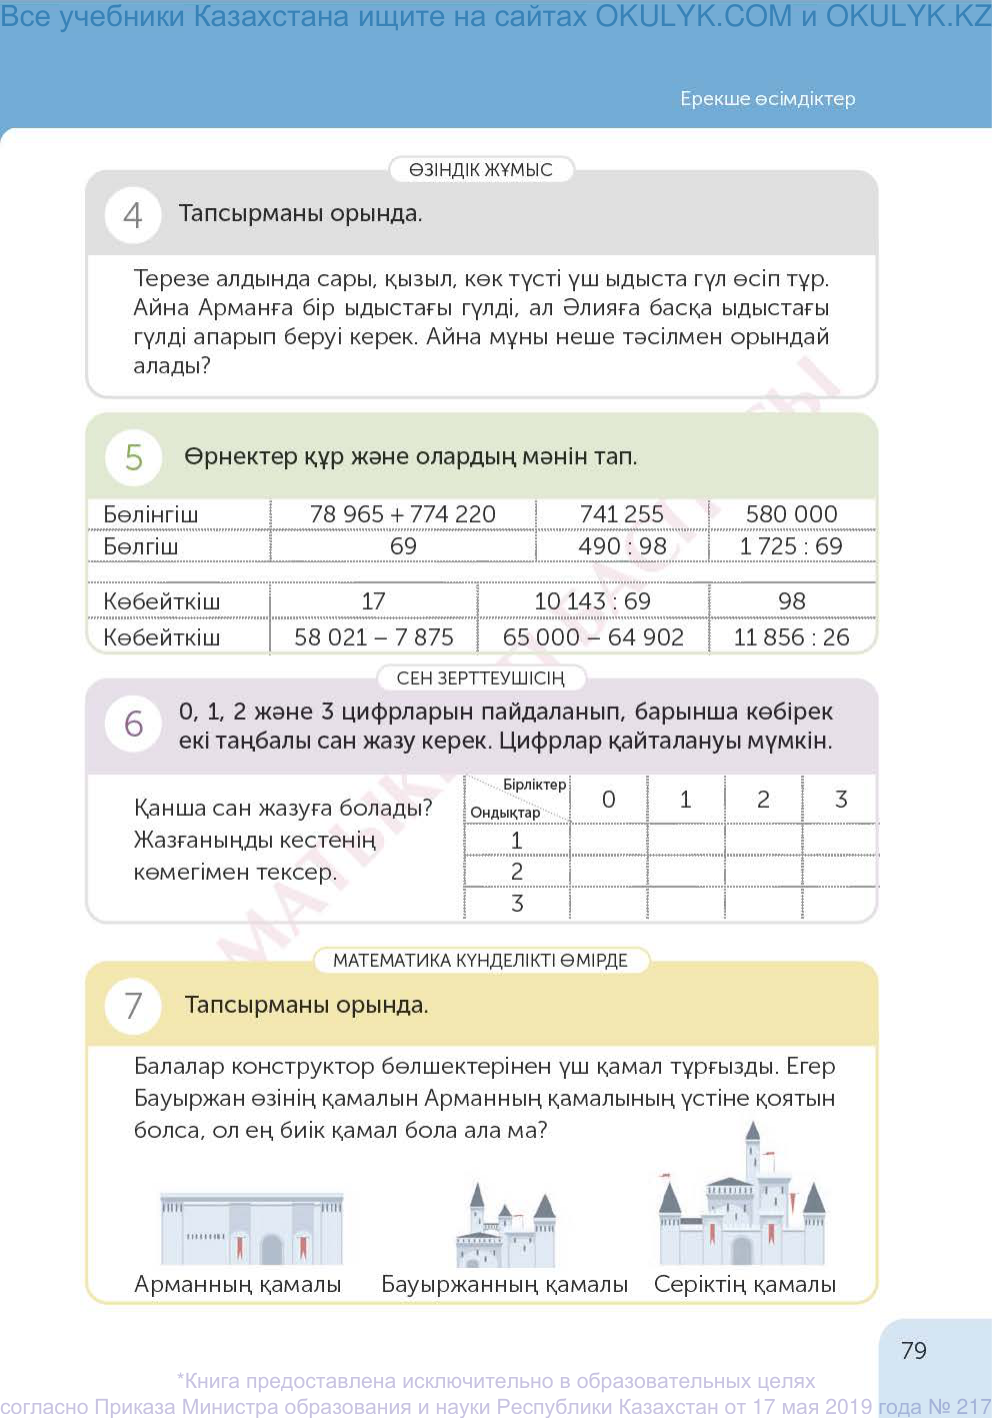 Все учебники Казахстана ищите на сайтах OKULYK.COM и OKULYK.KZ
Ерекше өсімдіктер
ӨЗІНДІК ЖҰМЫС
4 Тапсырманы орында.
Терезе алдында сары, қызыл, көк түсті үш ыдыста гүл өсіп тұр.
Айна Арманға бір ыдыстағы гүлді, ал Әлияға басқа ыдыстағы
гүлді апарып беруі керек. Айна мұны неше тәсілмен орындай
алады?
5 Өрнектер құр және олардың мәнін тап.
Бөлінгіш 78 965 + 774 220 741 255 580 000
Бөлгіш 69 490 : 98 1 725 : 69
Көбейткіш 17 10 143 : 69 98
Көбейткіш 58 021 – 7 875 65 000 – 64 902 11 856 : 26
СЕН ЗЕРТТЕУШІСІҢ
6 0, 1, 2 және 3 цифрларын пайдаланып, барынша көбірек
екі таңбалы сан жазу керек. Цифрлар қайталануы мүмкін.
Қанша сан жазуға болады?
Жазғаныңды кестенің
көмегімен тексер.
Бірліктер 0 1 2 3
Ондықтар
1
2
3
МАТЕМАТИКА КҮНДЕЛІКТІ ӨМІРДЕ
7 Тапсырманы орында.
Балалар конструктор бөлшектерінен үш қамал тұрғызды. Егер
Бауыржан өзінің қамалын Арманның қамалының үстіне қоятын
болса, ол ең биік қамал бола ала ма?
Арманның қамалы Бауыржанның қамалы Серіктің қамалы
79
*Книга предоставлена исключительно в образовательных целях
согласно Приказа Министра образования и науки Республики Казахстан от 17 мая 2019 года № 217